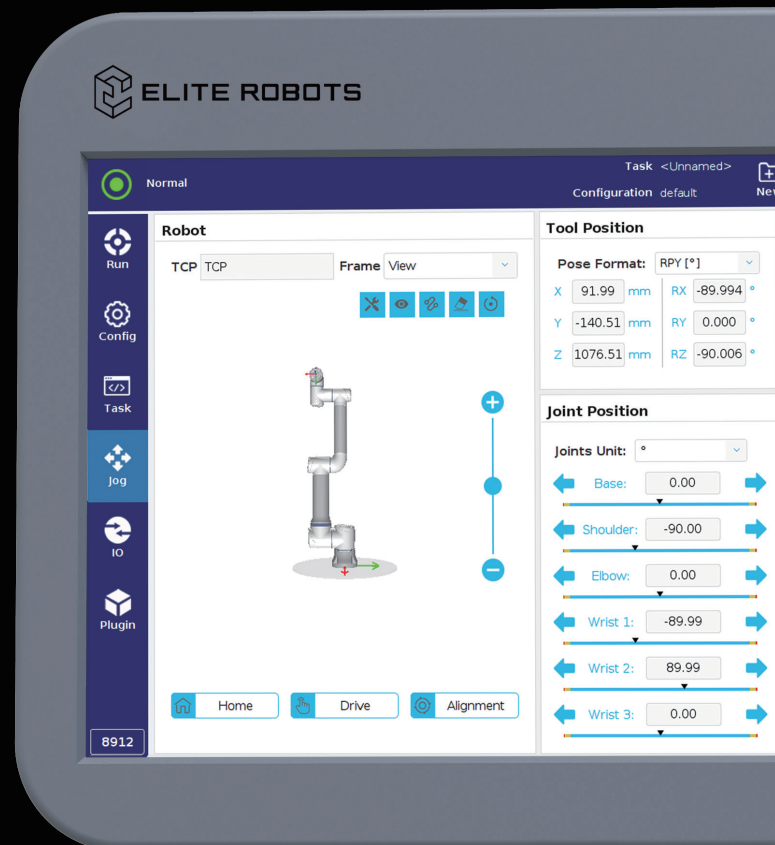 ELITE ROBOTS
Normal
Task <Unnamed>
Configuration default
Run
Config
</>
Task
Jog
IO
Plugin
8912
Robot
TCP TCP Frame View
Home Drive Alignment
Tool Position
Pose Format: RPY [°]
X 91.99 mm RX -89.994 °
Y -140.51 mm RY 0.000 °
Z 1076.51 mm RZ -90.006 °
Joint Position
Joints Unit: °
Base: 0.00
Shoulder: -90.00
Elbow: 0.00
Wrist 1: -89.99
Wrist 2: 89.99
Wrist 3: 0.00